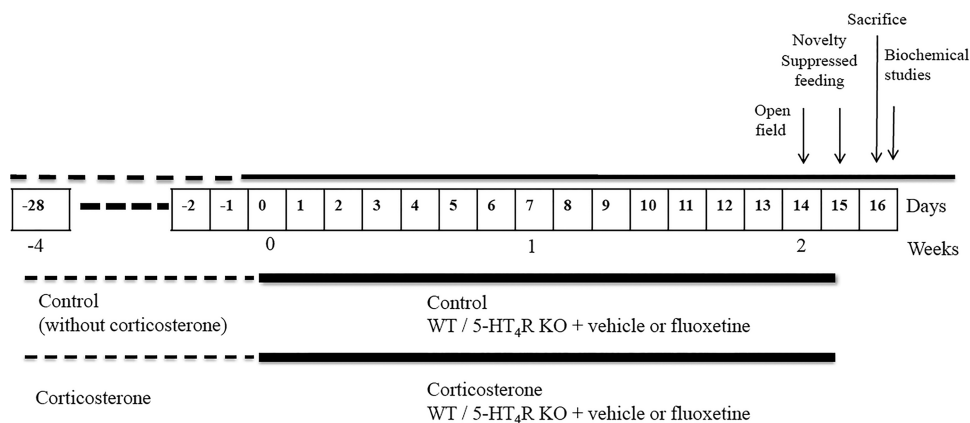 Sacrifice
Novelty
Suppressed
feeding
Biochemical
studies
Open
field
-28 -2 -1 0 1 2 3 4 5 6 7 8 9 10 11 12 13 14 15 16 Days
-4 0 1 2 Weeks
Control
(without corticosterone)
Control
WT / 5-HT₄R KO + vehicle or fluoxetine
Corticosterone
Corticosterone
WT / 5-HT₄R KO + vehicle or fluoxetine